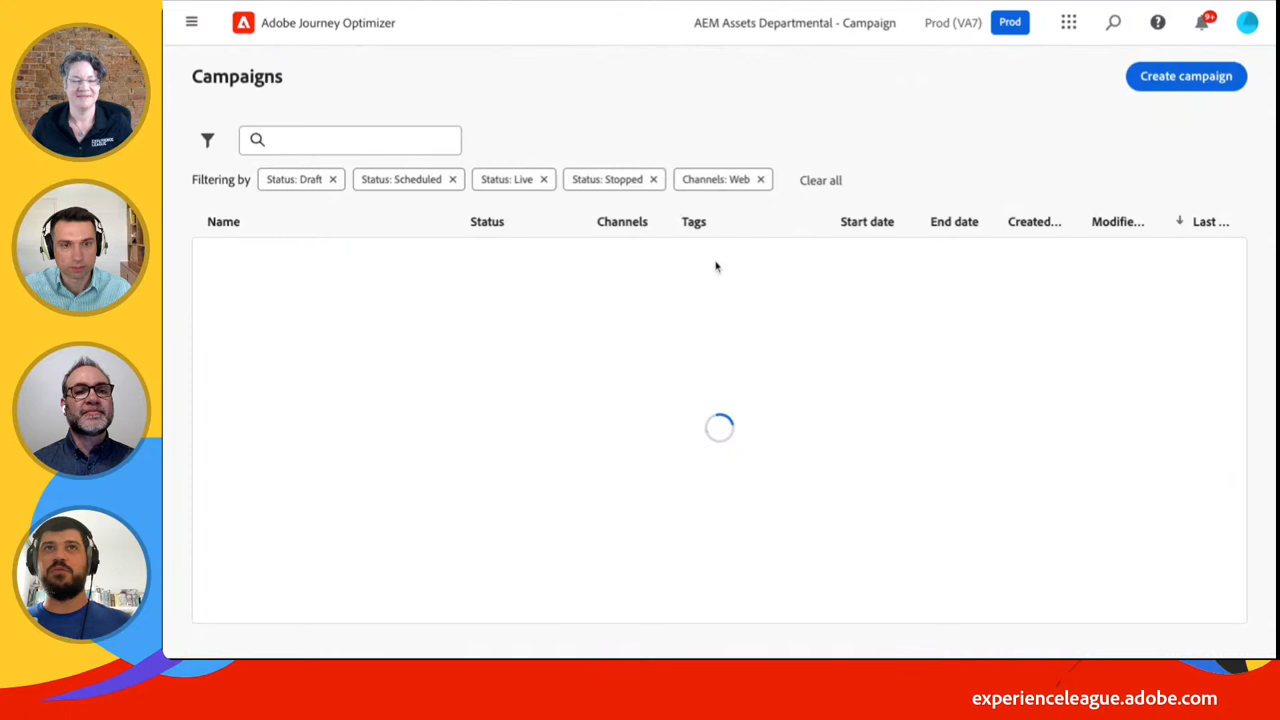 Adobe Journey Optimizer
AEM Assets Departmental - Campaign
Prod (VA7)
Prod
9+
Campaigns
Create campaign
Filtering by
Status: Draft
Status: Scheduled
Status: Live
Status: Stopped
Channels: Web
Clear all
Name
Status
Channels
Tags
Start date
End date
Created...
Modifie...
Last ...
experienceleague.adobe.com